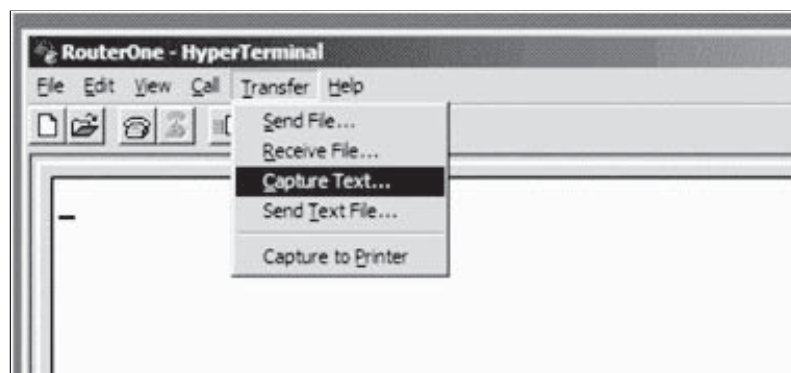 RouterOne - HyperTerminal
File Edit View Call Transfer Help
Send File...
Receive File...
Capture Text...
Send Text File...
Capture to Printer